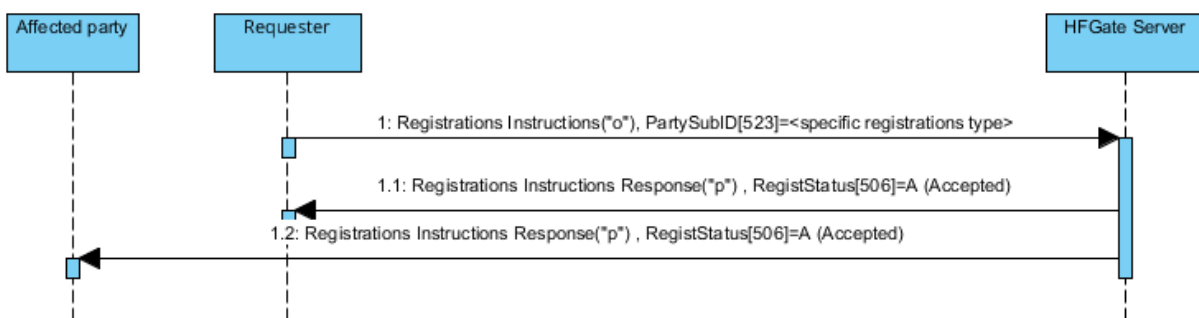 Affected party
Requester
HFGate Server
1: Registrations Instructions("o"), PartySubID[523]=<specific registrations type>
1.1: Registrations Instructions Response("p") , RegistStatus[506]=A (Accepted)
1.2: Registrations Instructions Response("p") , RegistStatus[506]=A (Accepted)